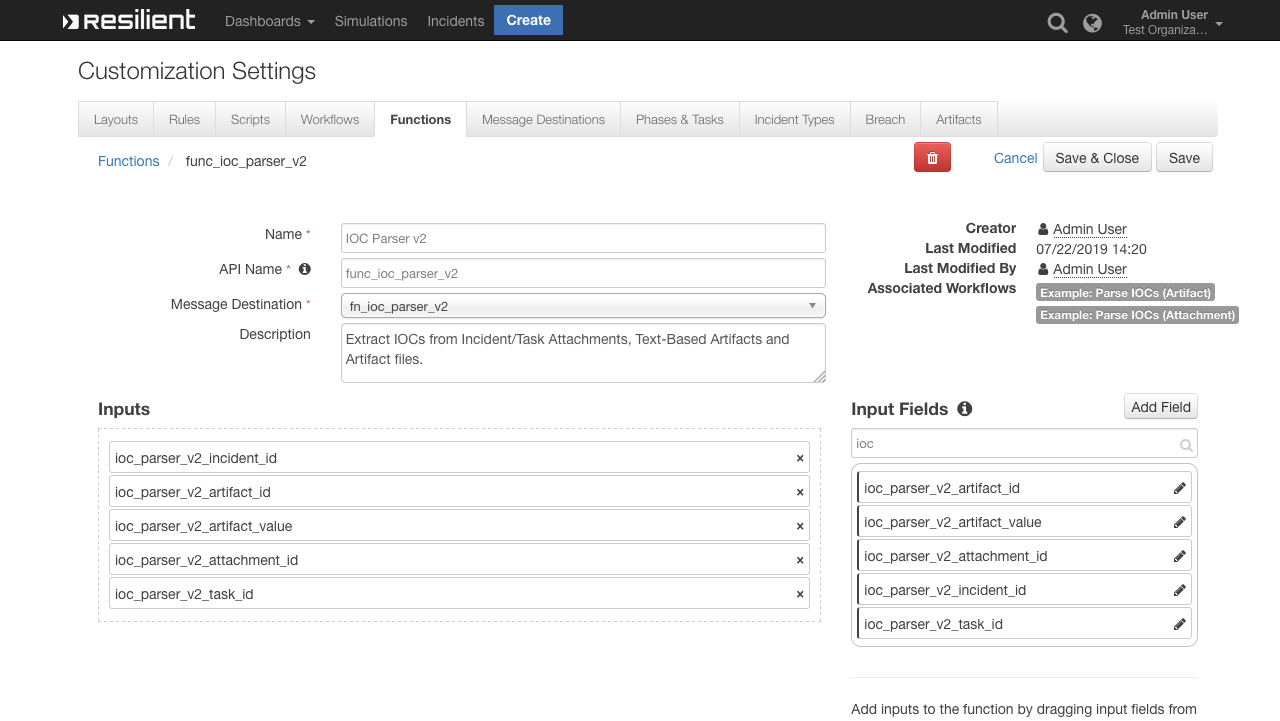 RESILIENT
Dashboards
Simulations
Incidents
Create
Admin User
Test Organiza...
Customization Settings
Layouts
Rules
Scripts
Workflows
Functions
Message Destinations
Phases & Tasks
Incident Types
Breach
Artifacts
Functions / func_ioc_parser_v2
Cancel
Save & Close
Save
Name *
IOC Parser v2
API Name *
func_ioc_parser_v2
Message Destination *
fn_ioc_parser_v2
Description
Extract IOCs from Incident/Task Attachments, Text-Based Artifacts and
Artifact files.
Creator
Admin User
Last Modified
07/22/2019 14:20
Last Modified By
Admin User
Associated Workflows
Example: Parse IOCs (Artifact)
Example: Parse IOCs (Attachment)
Inputs
ioc_parser_v2_incident_id ×
ioc_parser_v2_artifact_id ×
ioc_parser_v2_artifact_value ×
ioc_parser_v2_attachment_id ×
ioc_parser_v2_task_id ×
Input Fields
Add Field
ioc
ioc_parser_v2_artifact_id
ioc_parser_v2_artifact_value
ioc_parser_v2_attachment_id
ioc_parser_v2_incident_id
ioc_parser_v2_task_id
Add inputs to the function by dragging input fields from